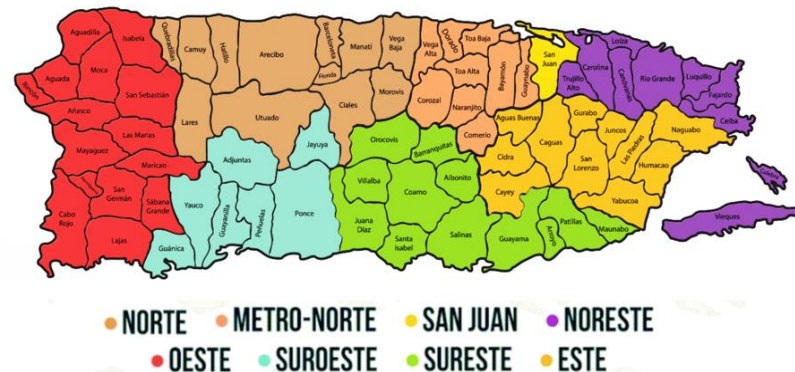 Aguadilla
Isabela
Quebradillas
Camuy
Hatillo
Arecibo
Barceloneta
Florida
Manatí
Vega Baja
Vega Alta
Dorado
Toa Baja
Toa Alta
Bayamón
Guaynabo
San Juan
Trujillo Alto
Carolina
Loíza
Canóvanas
Río Grande
Luquillo
Fajardo
Ceiba
Aguada
Moca
Rincón
San Sebastián
Añasco
Las Marías
Mayaguez
Maricao
San Germán
Sábana Grande
Cabo Rojo
Lajas
Lares
Utuado
Ciales
Morovis
Corozal
Naranjito
Comerío
Adjuntas
Jayuya
Yauco
Guánica
Guayanilla
Peñuelas
Ponce
Orocovis
Barranquitas
Villalba
Coamo
Aibonito
Juana Díaz
Santa Isabel
Salinas
Guayama
Arroyo
Patillas
Maunabo
Aguas Buenas
Cidra
Cayey
Caguas
Gurabo
Juncos
San Lorenzo
Las Piedras
Naguabo
Humacao
Yabucoa
Vieques
NORTE METRO-NORTE SAN JUAN NORESTE
OESTE SUROESTE SURESTE ESTE